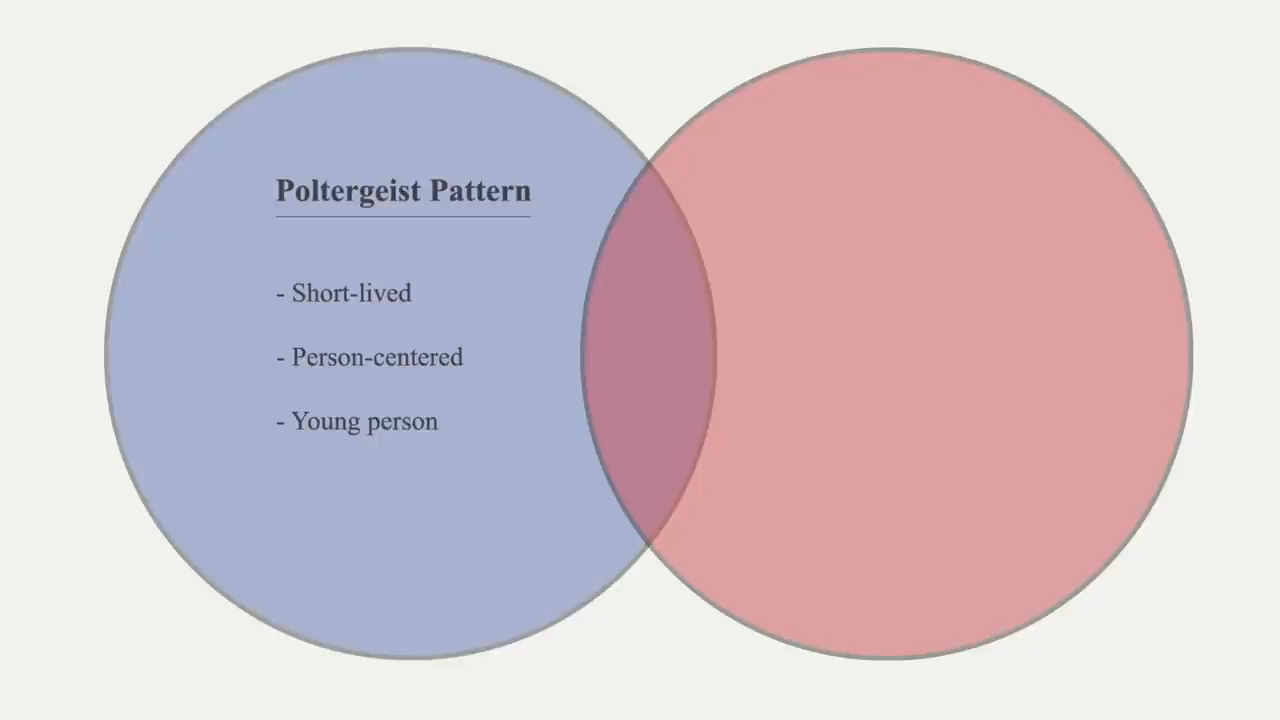 Poltergeist Pattern
- Short-lived
- Person-centered
- Young person